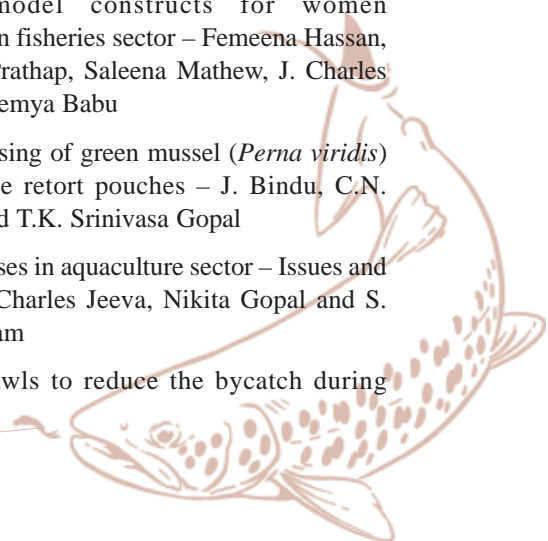 model constructs for women
n fisheries sector – Femeena Hassan,
Prathap, Saleena Mathew, J. Charles
emya Babu
sing of green mussel (Perna viridis)
e retort pouches – J. Bindu, C.N.
d T.K. Srinivasa Gopal
ses in aquaculture sector – Issues and
Charles Jeeva, Nikita Gopal and S.
am
wls to reduce the bycatch during